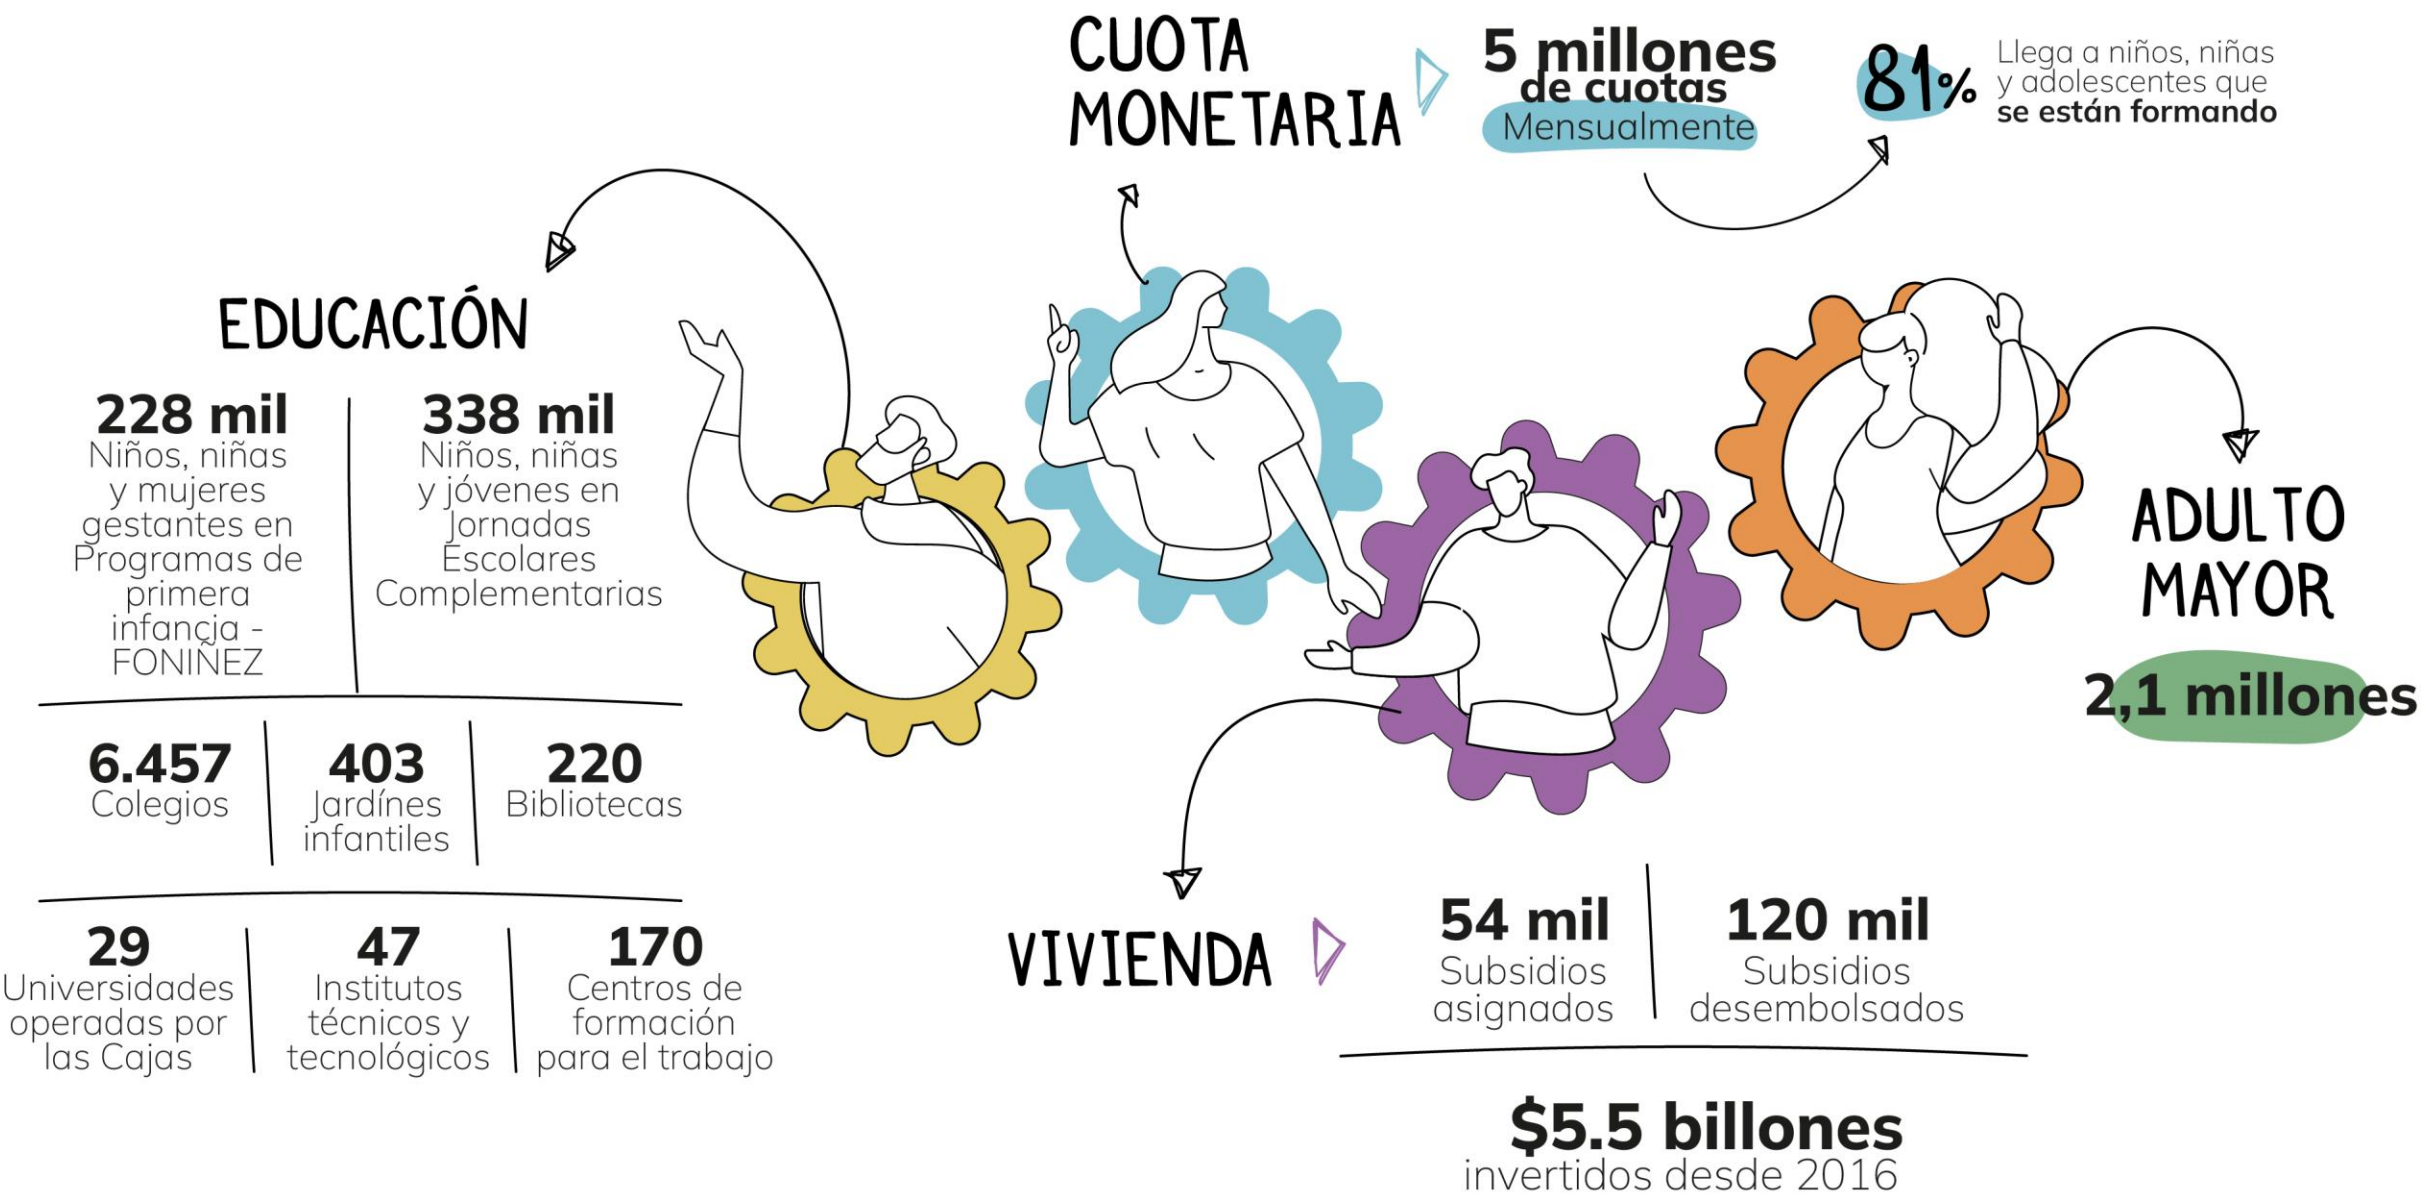 CUOTA
MONETARIA
5 millones
de cuotas
Mensualmente
81%
Llega a niños, niñas
y adolescentes que
se están formando
EDUCACIÓN
228 mil
Niños, niñas
y mujeres
gestantes en
Programas de
primera
infancia -
FONIÑEZ
338 mil
Niños, niñas
y jóvenes en
Jornadas
Escolares
Complementarias
6.457
Colegios
403
Jardínes
infantiles
220
Bibliotecas
29
Universidades
operadas por
las Cajas
47
Institutos
técnicos y
tecnológicos
170
Centros de
formación
para el trabajo
ADULTO
MAYOR
2,1 millones
VIVIENDA
54 mil
Subsidios
asignados
120 mil
Subsidios
desembolsados
$5.5 billones
invertidos desde 2016